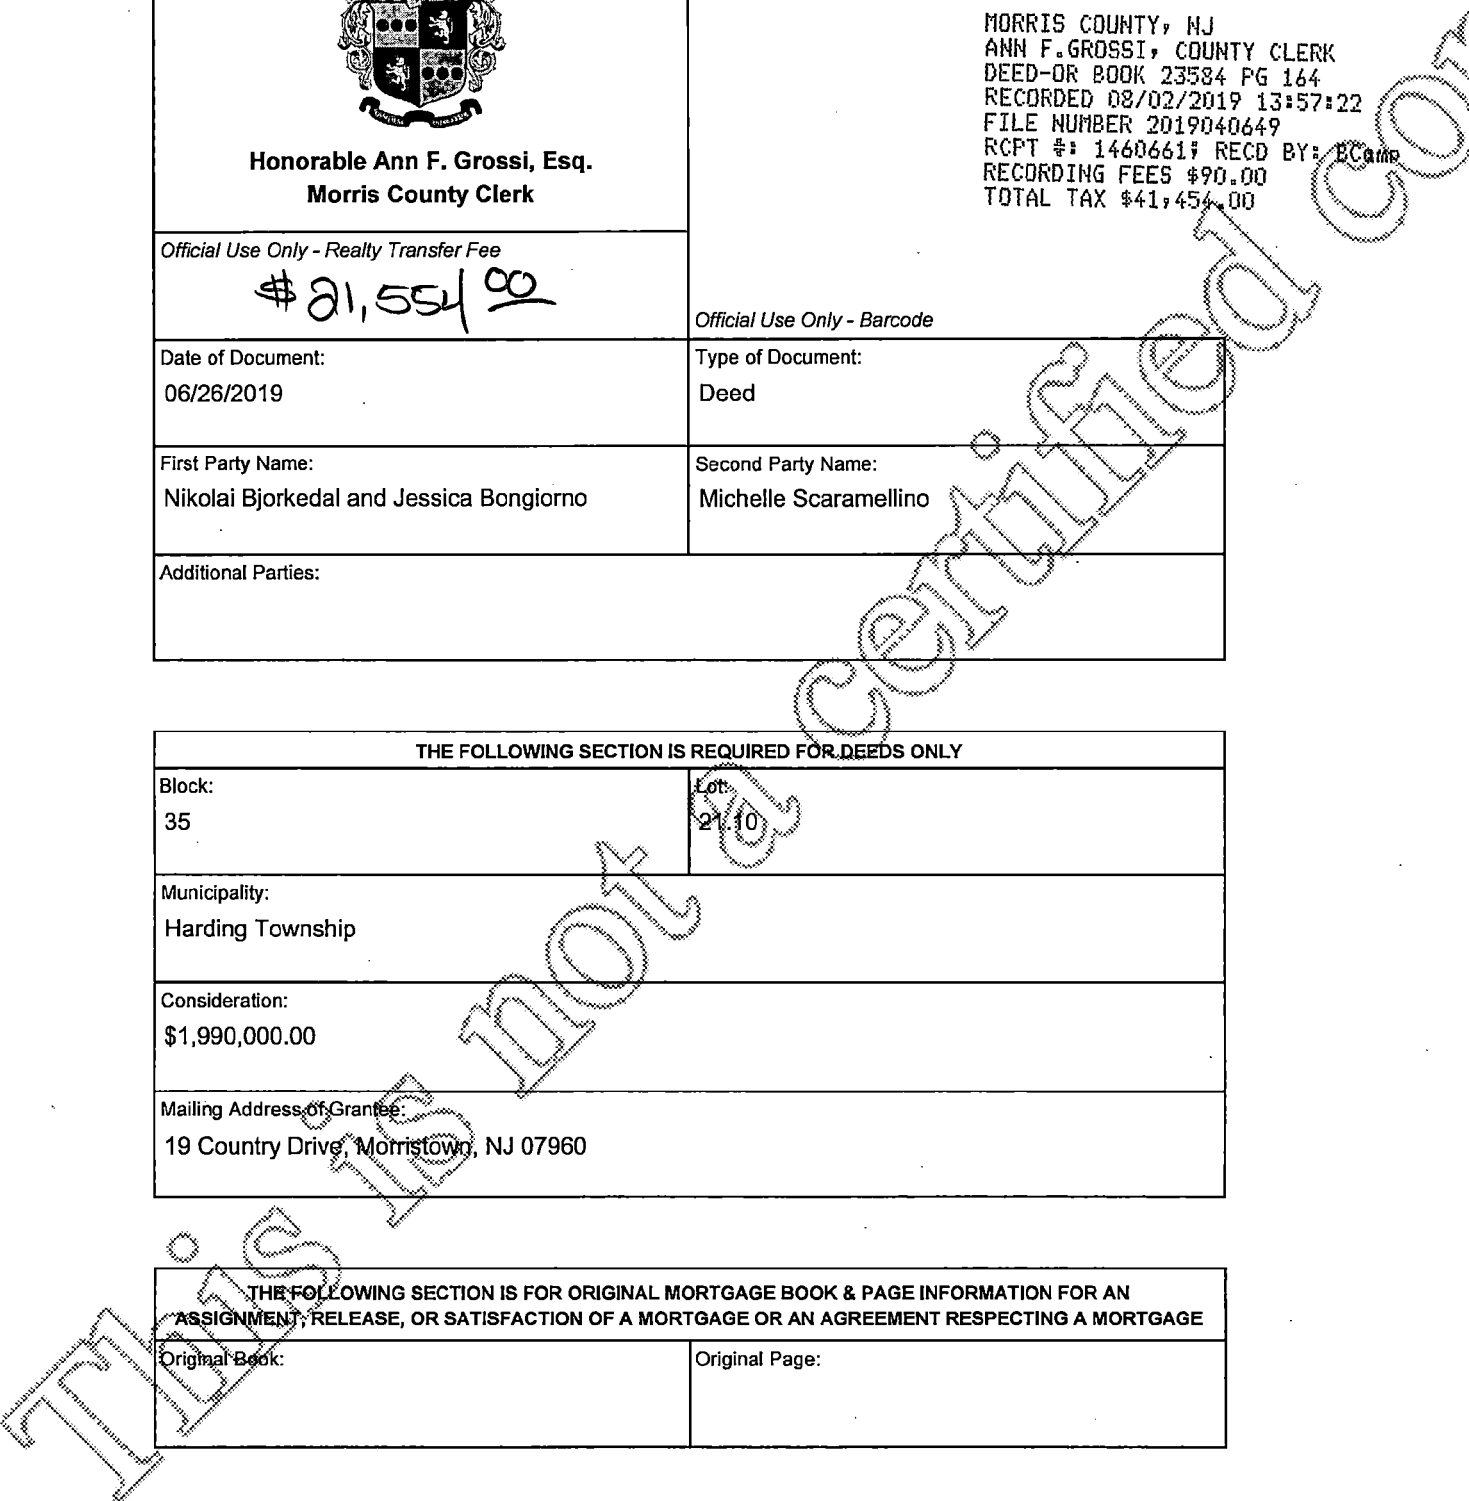 MORRIS COUNTY, NJ
ANN F.GROSSI, COUNTY CLERK
DEED-OR BOOK 23584 PG 164
RECORDED 08/02/2019 13:57:22
FILE NUMBER 2019040649
RCPT #: 1460661; RECD BY: BCamp
RECORDING FEES $90.00
TOTAL TAX $41,454.00
Honorable Ann F. Grossi, Esq.
Morris County Clerk
Official Use Only - Realty Transfer Fee
$21,554 00
Official Use Only - Barcode
Date of Document:
06/26/2019
Type of Document:
Deed
First Party Name:
Nikolai Bjorkedal and Jessica Bongiorno
Second Party Name:
Michelle Scaramellino
Additional Parties:
THE FOLLOWING SECTION IS REQUIRED FOR DEEDS ONLY
Block:
35
Lot:
21.10
Municipality:
Harding Township
Consideration:
$1,990,000.00
Mailing Address of Grantee:
19 Country Drive, Morristown, NJ 07960
THE FOLLOWING SECTION IS FOR ORIGINAL MORTGAGE BOOK & PAGE INFORMATION FOR AN
ASSIGNMENT, RELEASE, OR SATISFACTION OF A MORTGAGE OR AN AGREEMENT RESPECTING A MORTGAGE
Original Book:
Original Page:
This is not a certified co